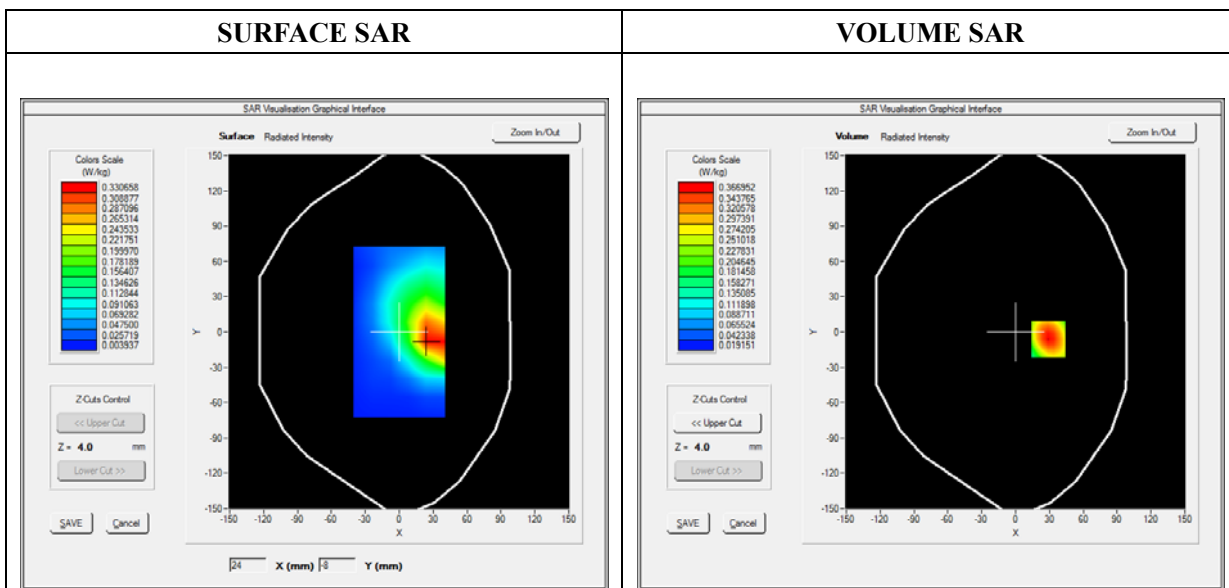 SURFACE SAR
VOLUME SAR
SAR Visualisation Graphical Interface
Surface Radiated Intensity
Zoom In/Out
Colors Scale
(W/kg)
0.330658
0.308877
0.287096
0.265314
0.243533
0.221751
0.199970
0.178189
0.156407
0.134626
0.112844
0.091063
0.069282
0.047500
0.025719
0.003937
Z-Cuts Control
<< Upper Cut
Z = 4.0 mm
Lower Cut >>
SAVE Cancel
150
120
90
60
30
0
-30
-60
-90
-120
-150
Y
-150 -120 -90 -60 -30 0 30 60 90 120 150
X
24 X (mm) -8 Y (mm)
SAR Visualisation Graphical Interface
Volume Radiated Intensity
Zoom In/Out
Colors Scale
(W/kg)
0.366952
0.343765
0.320578
0.297391
0.274205
0.251018
0.227831
0.204645
0.181458
0.158271
0.135085
0.111898
0.088711
0.065524
0.042338
0.019151
Z-Cuts Control
<< Upper Cut
Z = 4.0 mm
Lower Cut >>
SAVE Cancel
150
120
90
60
30
0
-30
-60
-90
-120
-150
Y
-150 -120 -90 -60 -30 0 30 60 90 120 150
X